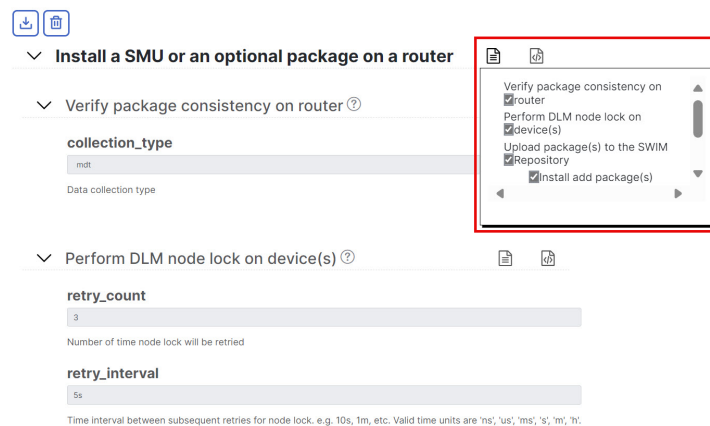 Install a SMU or an optional package on a router
Verify package consistency on
router
Perform DLM node lock on
device(s)
Upload package(s) to the SWIM
Repository
Install add package(s)
Verify package consistency on router
collection_type
mdt
Data collection type
Perform DLM node lock on device(s)
retry_count
3
Number of time node lock will be retried
retry_interval
5s
Time interval between subsequent retries for node lock. e.g. 10s, 1m, etc. Valid time units are 'ns', 'us', 'ms', 's', 'm', 'h'.